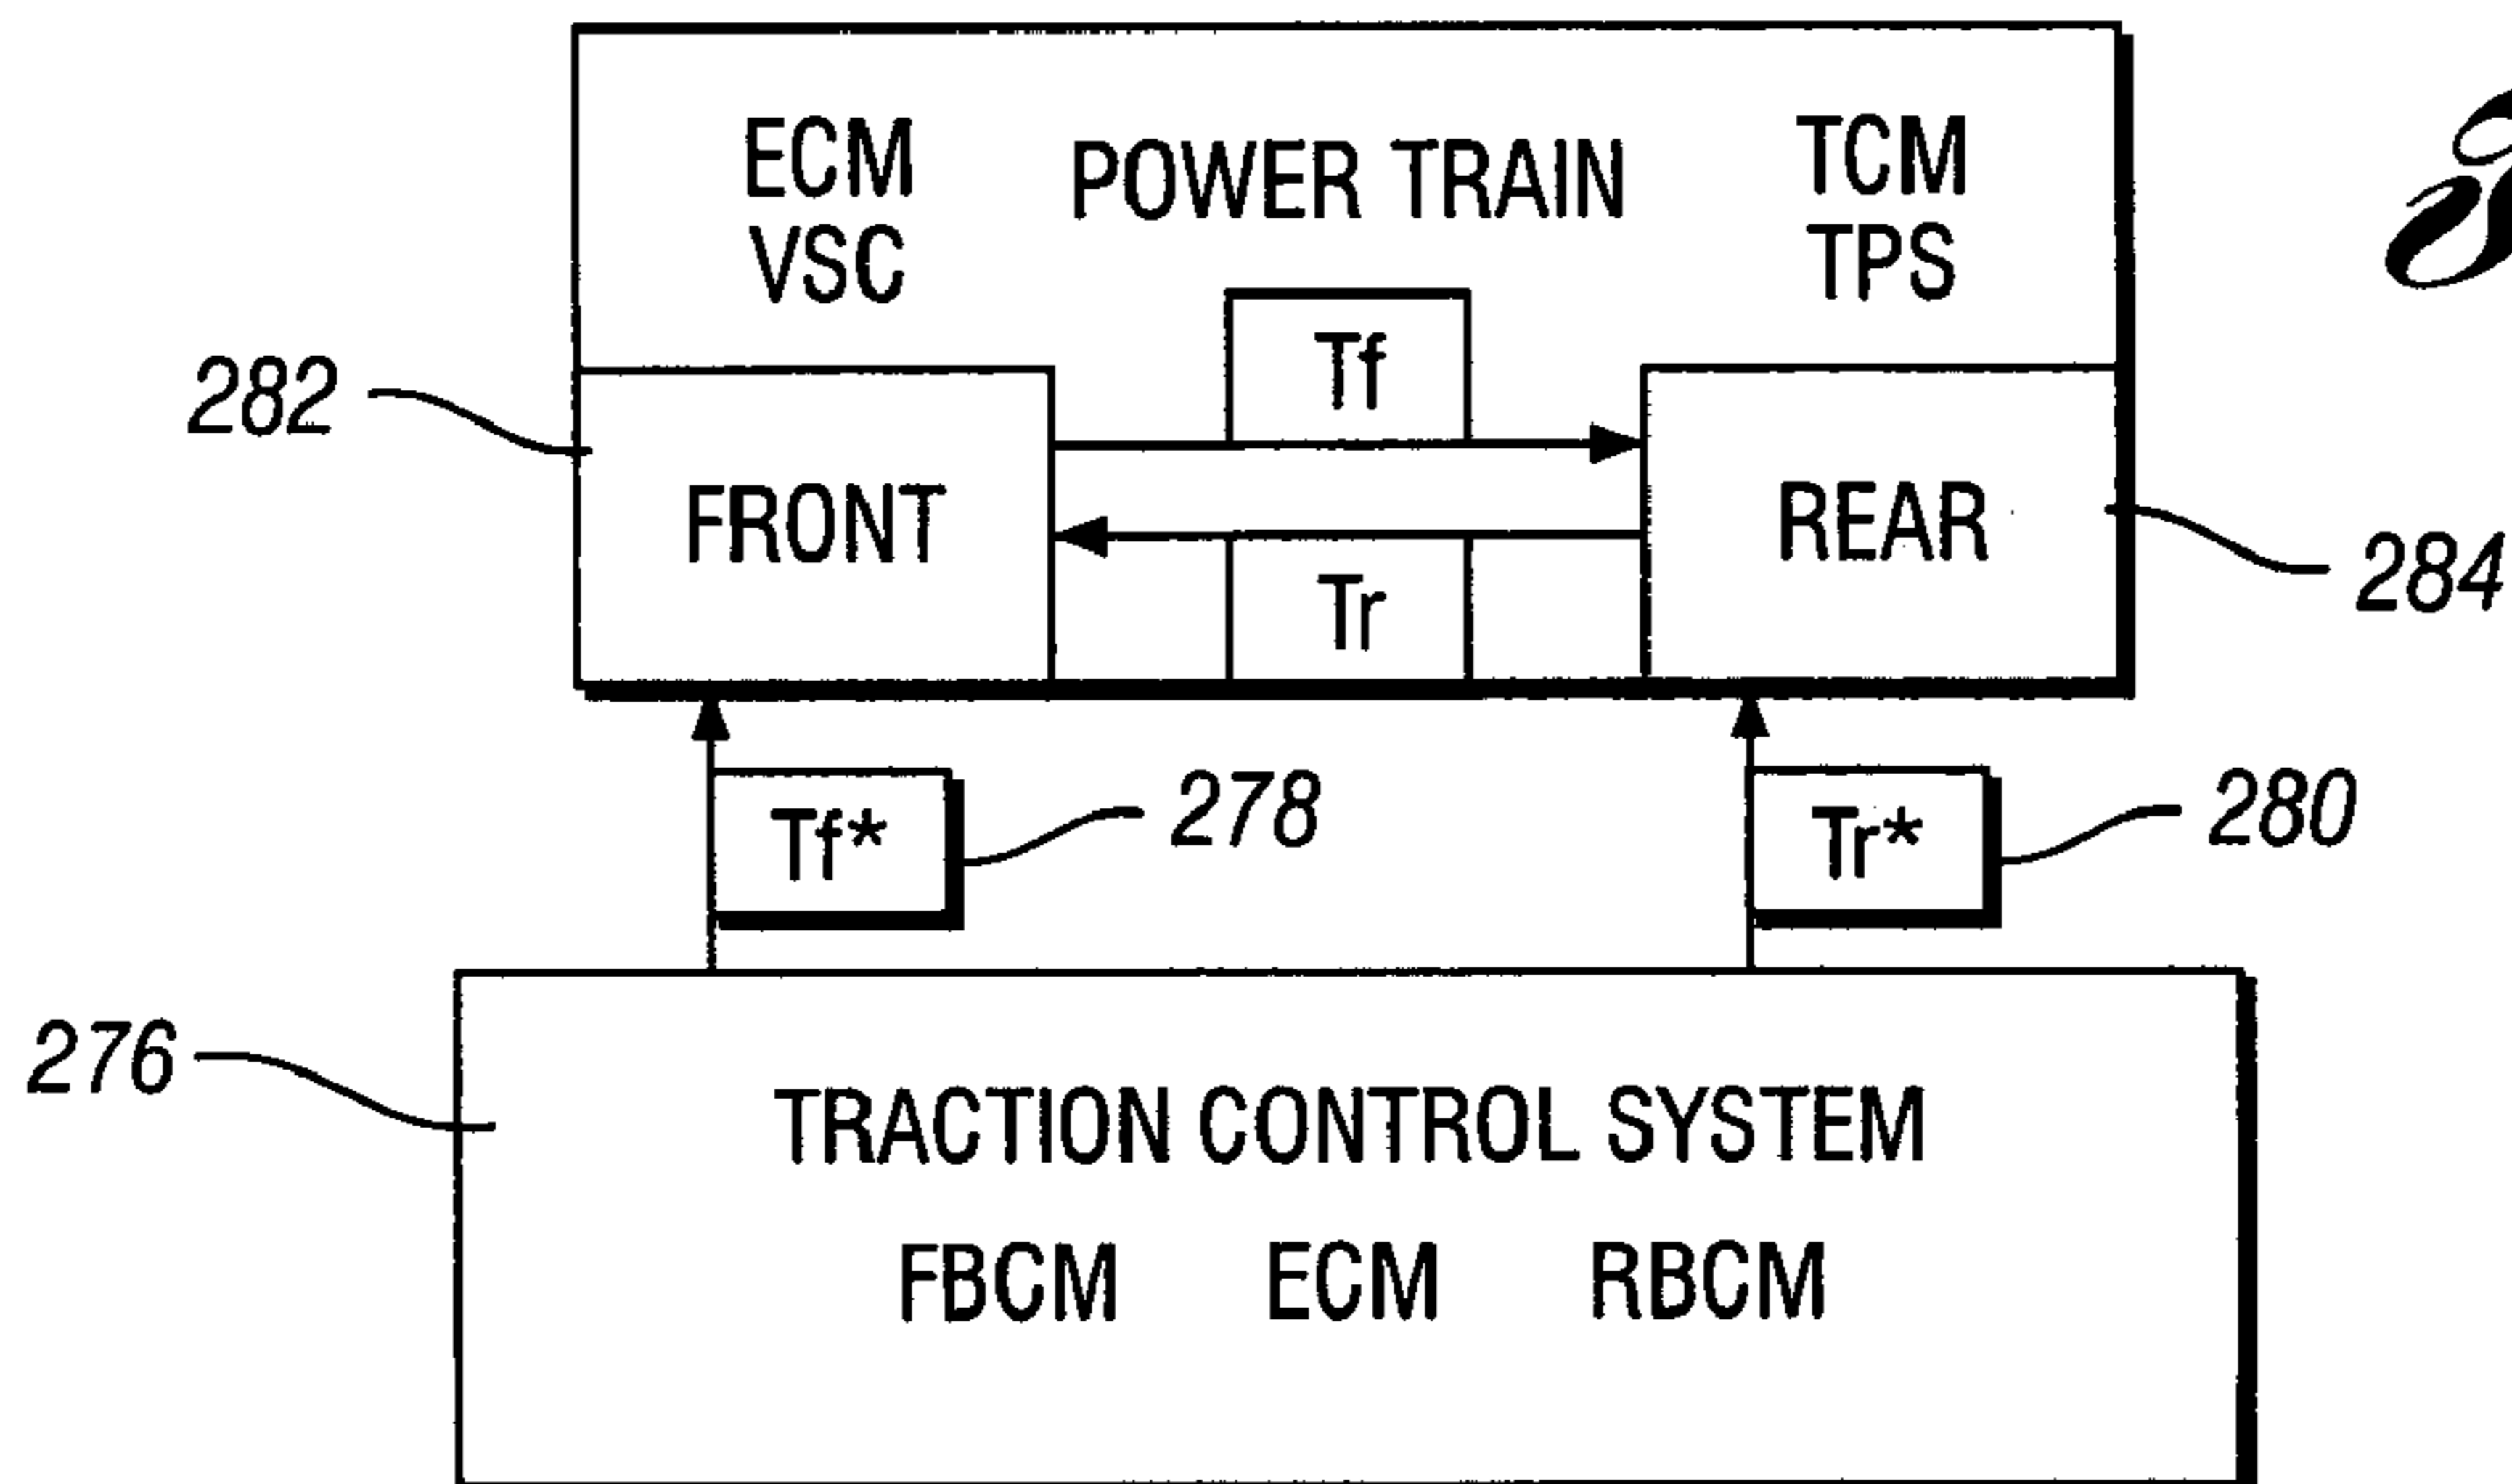 ECM POWER TRAIN TCM
VSC TPS
Tf
282
FRONT
REAR
284
Tr
Tf*
278
Tr*
280
276
TRACTION CONTROL SYSTEM
FBCM ECM RBCM